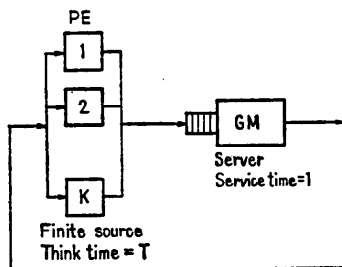 PE
1
2
K
GM
Server
Service time=1
Finite source
Think time = T